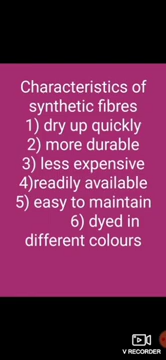 Characteristics of
synthetic fibres
1) dry up quickly
2) more durable
3) less expensive
4)readily available
5) easy to maintain
6) dyed in
different colours
V RECORDER